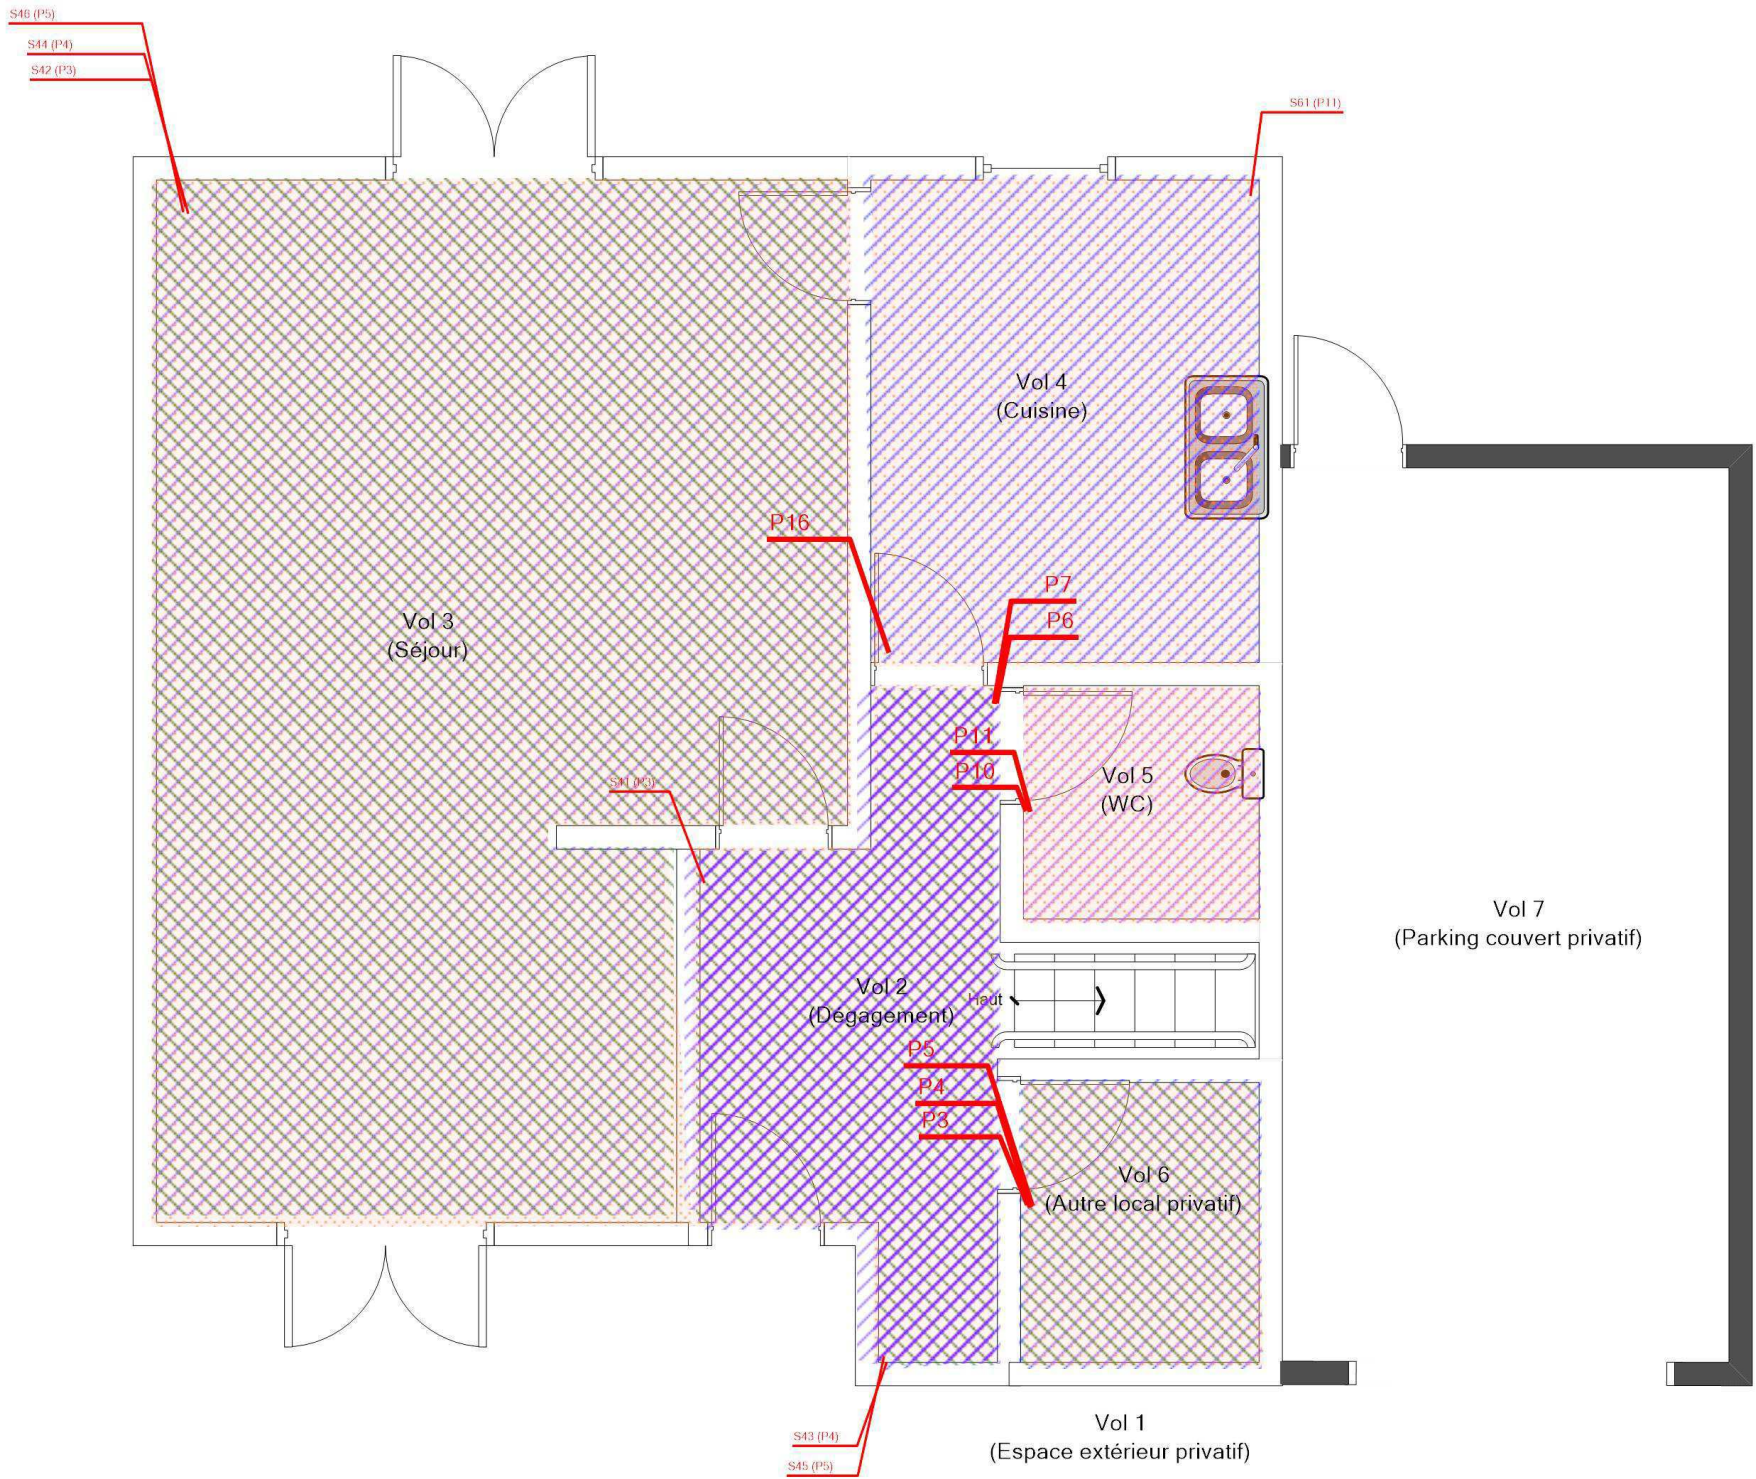 S46 (P5)
S44 (P4)
S42 (P3)
S61 (P11)
Vol 4
(Cuisine)
P16
P7
P6
Vol 3
(Séjour)
P11
P10
Vol 5
(WC)
S41 (P3)
Vol 7
(Parking couvert privatif)
Vol 2
(Dégagement)
Haut
P5
P4
P3
Vol 6
(Autre local privatif)
Vol 1
(Espace extérieur privatif)
S43 (P4)
S45 (P5)